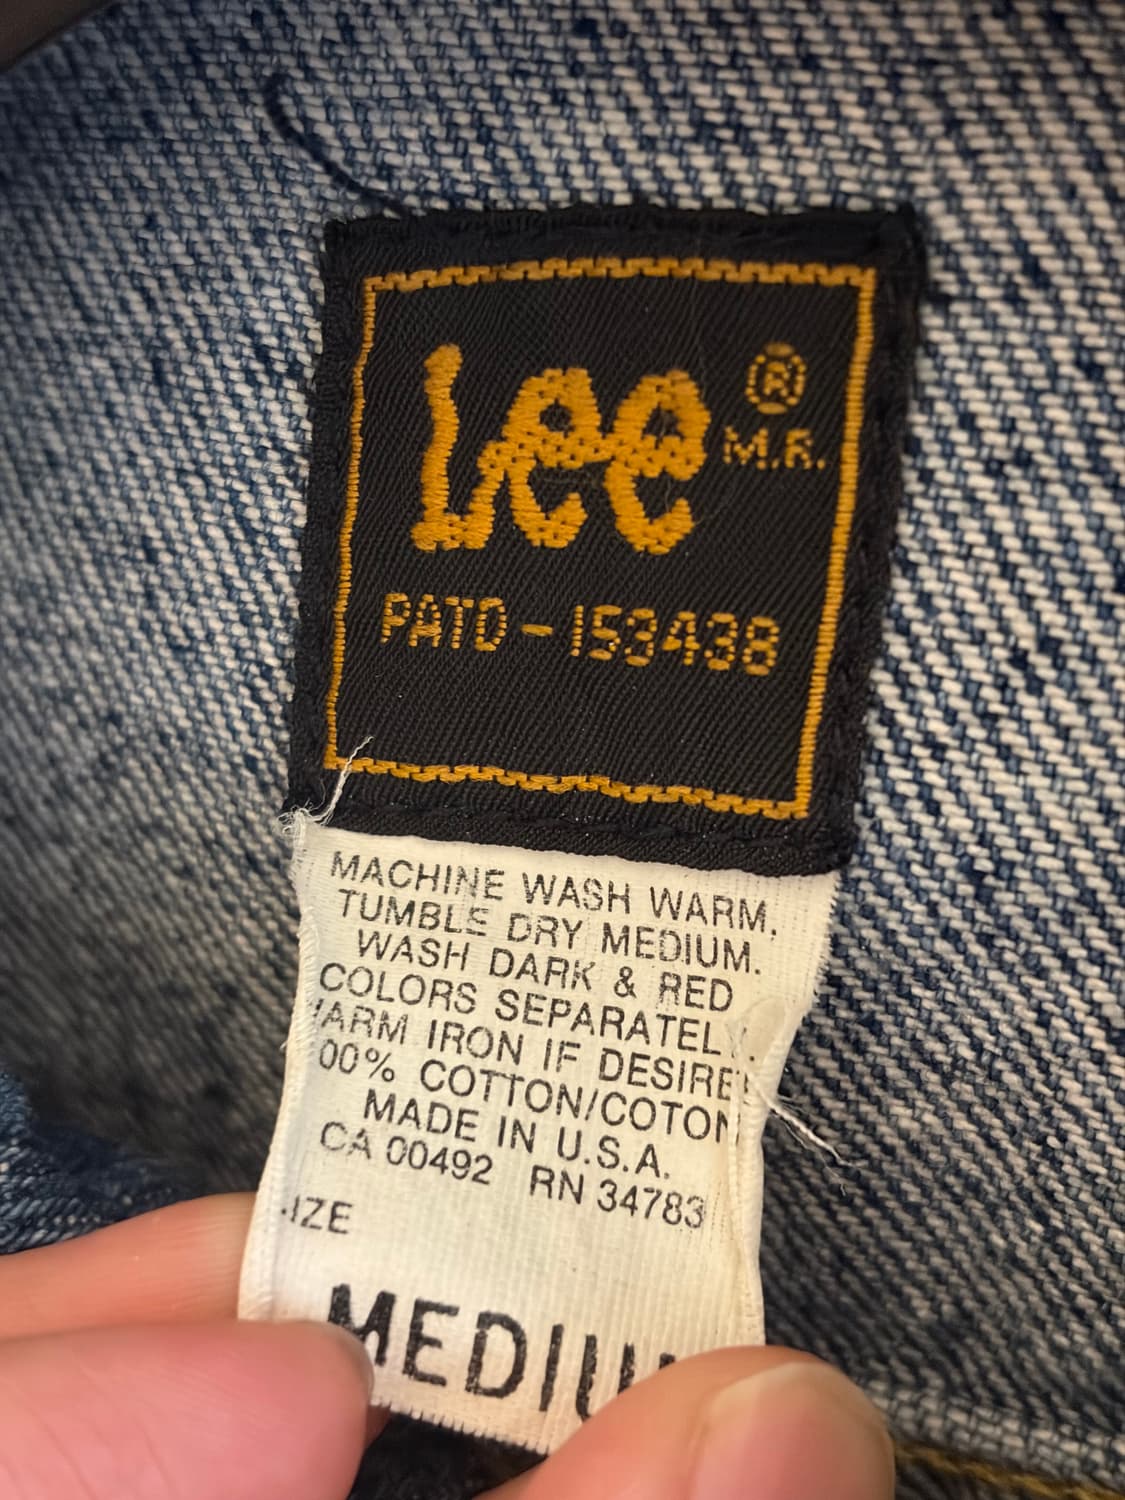 Lee ® M.R.
PATD-153438
MACHINE WASH WARM.
TUMBLE DRY MEDIUM.
WASH DARK & RED
COLORS SEPARATEL
ARM IRON IF DESIRE
00% COTTON/COTON
MADE IN U.S.A.
CA 00492 RN 34783
IZE
MEDIU